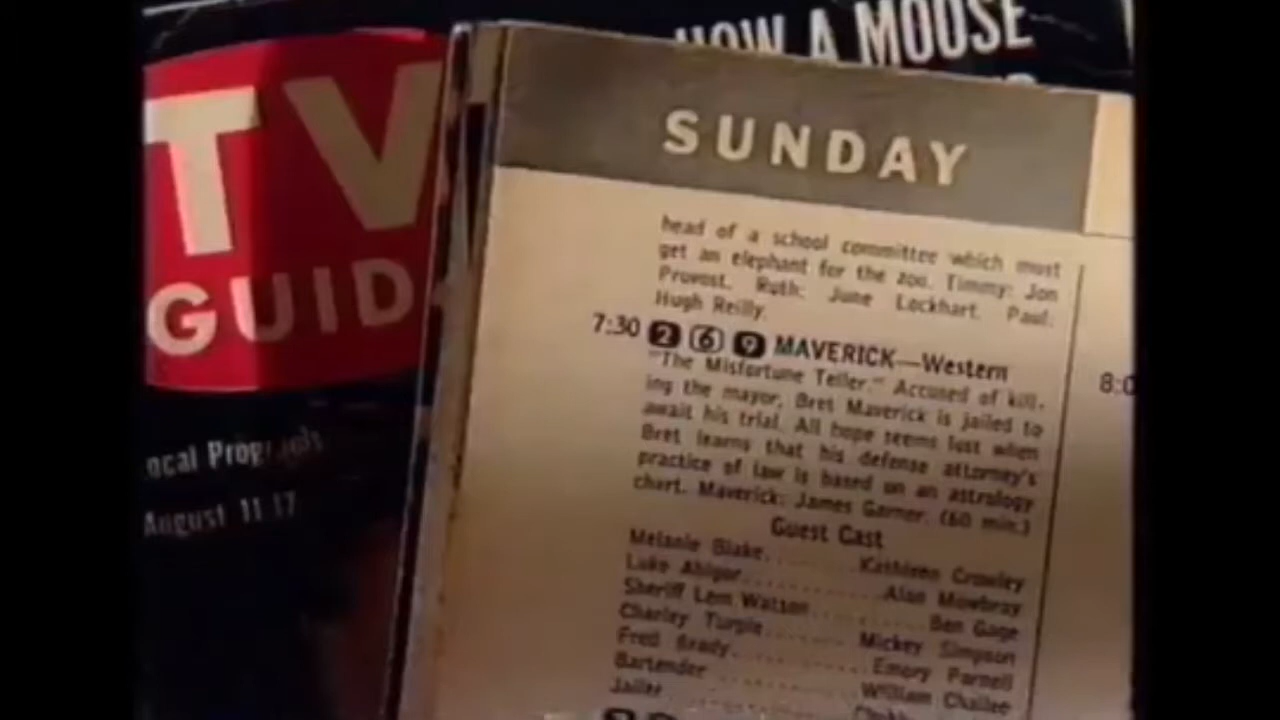 HOW A MOUSE
TV
GUID
ocal Programs
August 11-17
SUNDAY
head of a school committee which must
get an elephant for the zoo. Timmy: Jon
Provost. Ruth: June Lockhart. Paul:
Hugh Reilly.
7:30 2 6 9 MAVERICK—Western
"The Misfortune Teller." Accused of kill-
ing the mayor, Bret Maverick is jailed to
await his trial. All hope seems lost when
Bret learns that his defense attorney's
practice of law is based on an astrology
chart. Maverick: James Garner. (60 min.)
Guest Cast
Melanie Blake..........Kathleen Crowley
Luke Abigor..............Alan Mowbray
Sheriff Lem Watson............Ben Gage
Charley Turple..........Mickey Simpson
Fred Grady..............Emory Parnell
Bartender..............William Challee
Jailer
8:0